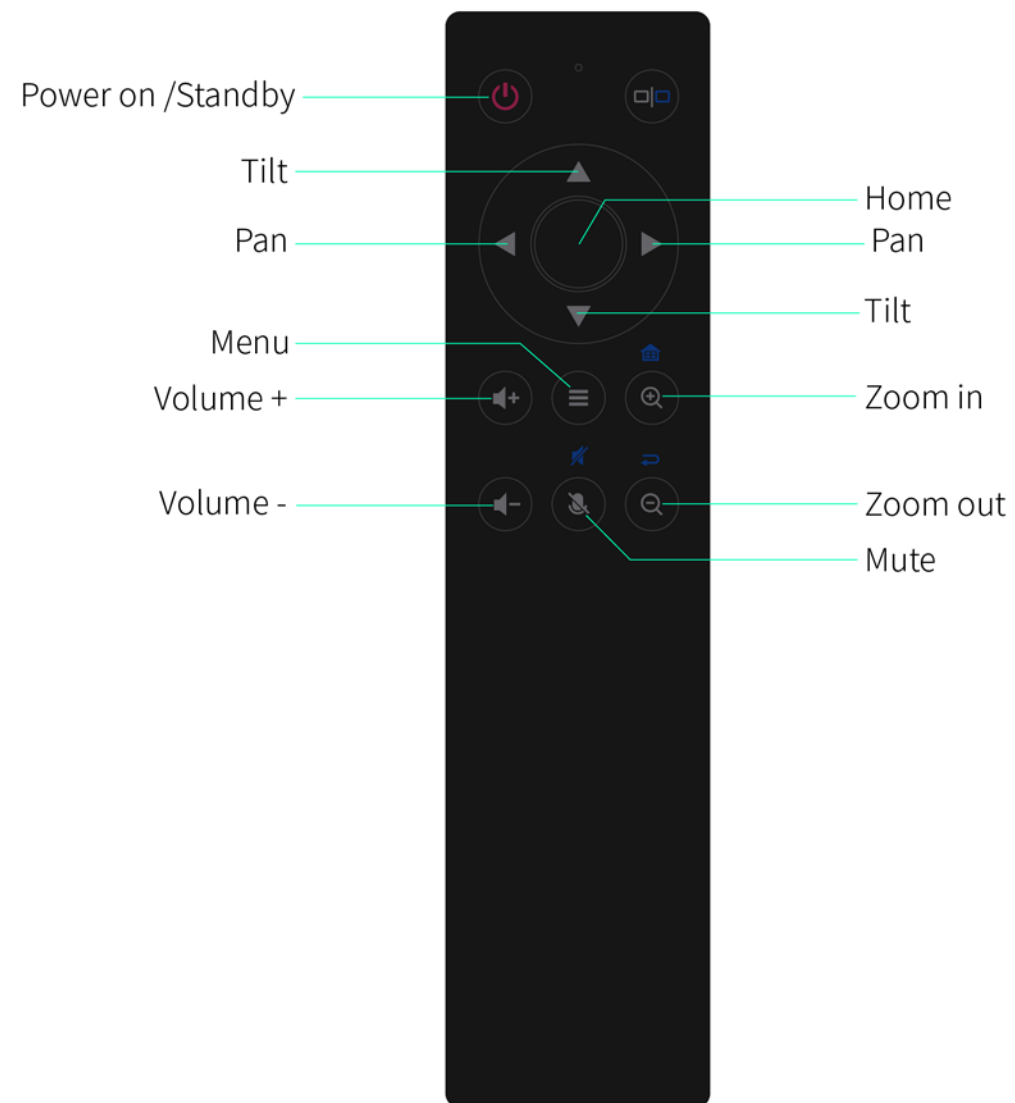 Power on /Standby
Tilt
Home
Pan
Pan
Tilt
Menu
Volume +
Zoom in
Volume -
Zoom out
Mute